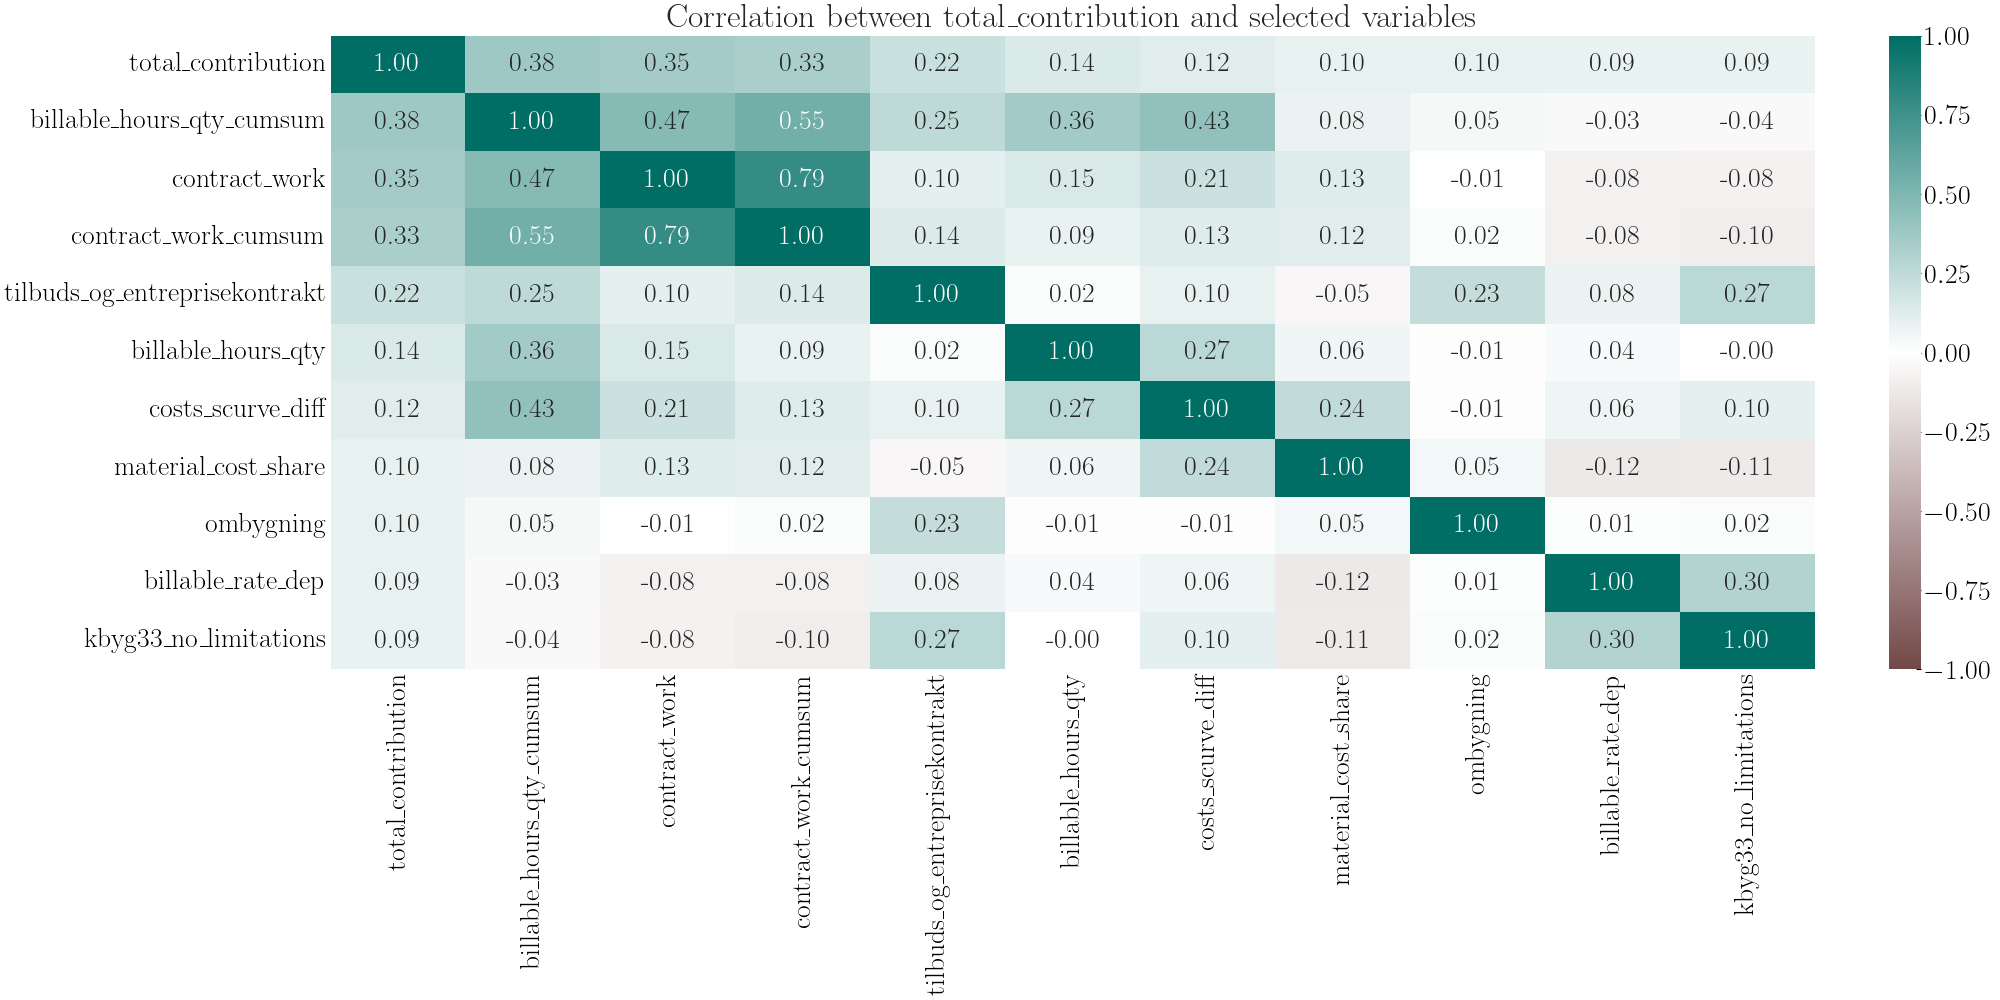 Correlation between total_contribution and selected variables
total_contribution 1.00 0.38 0.35 0.33 0.22 0.14 0.12 0.10 0.10 0.09 0.09
billable_hours_qty_cumsum 0.38 1.00 0.47 0.55 0.25 0.36 0.43 0.08 0.05 -0.03 -0.04
contract_work 0.35 0.47 1.00 0.79 0.10 0.15 0.21 0.13 -0.01 -0.08 -0.08
contract_work_cumsum 0.33 0.55 0.79 1.00 0.14 0.09 0.13 0.12 0.02 -0.08 -0.10
tilbuds_og_entreprisekontrakt 0.22 0.25 0.10 0.14 1.00 0.02 0.10 -0.05 0.23 0.08 0.27
billable_hours_qty 0.14 0.36 0.15 0.09 0.02 1.00 0.27 0.06 -0.01 0.04 -0.00
costs_scurve_diff 0.12 0.43 0.21 0.13 0.10 0.27 1.00 0.24 -0.01 0.06 0.10
material_cost_share 0.10 0.08 0.13 0.12 -0.05 0.06 0.24 1.00 0.05 -0.12 -0.11
ombygning 0.10 0.05 -0.01 0.02 0.23 -0.01 -0.01 0.05 1.00 0.01 0.02
billable_rate_dep 0.09 -0.03 -0.08 -0.08 0.08 0.04 0.06 -0.12 0.01 1.00 0.30
kbyg33_no_limitations 0.09 -0.04 -0.08 -0.10 0.27 -0.00 0.10 -0.11 0.02 0.30 1.00
total_contribution
billable_hours_qty_cumsum
contract_work
contract_work_cumsum
tilbuds_og_entreprisekontrakt
billable_hours_qty
costs_scurve_diff
material_cost_share
ombygning
billable_rate_dep
kbyg33_no_limitations
1.00
0.75
0.50
0.25
0.00
−0.25
−0.50
−0.75
−1.00